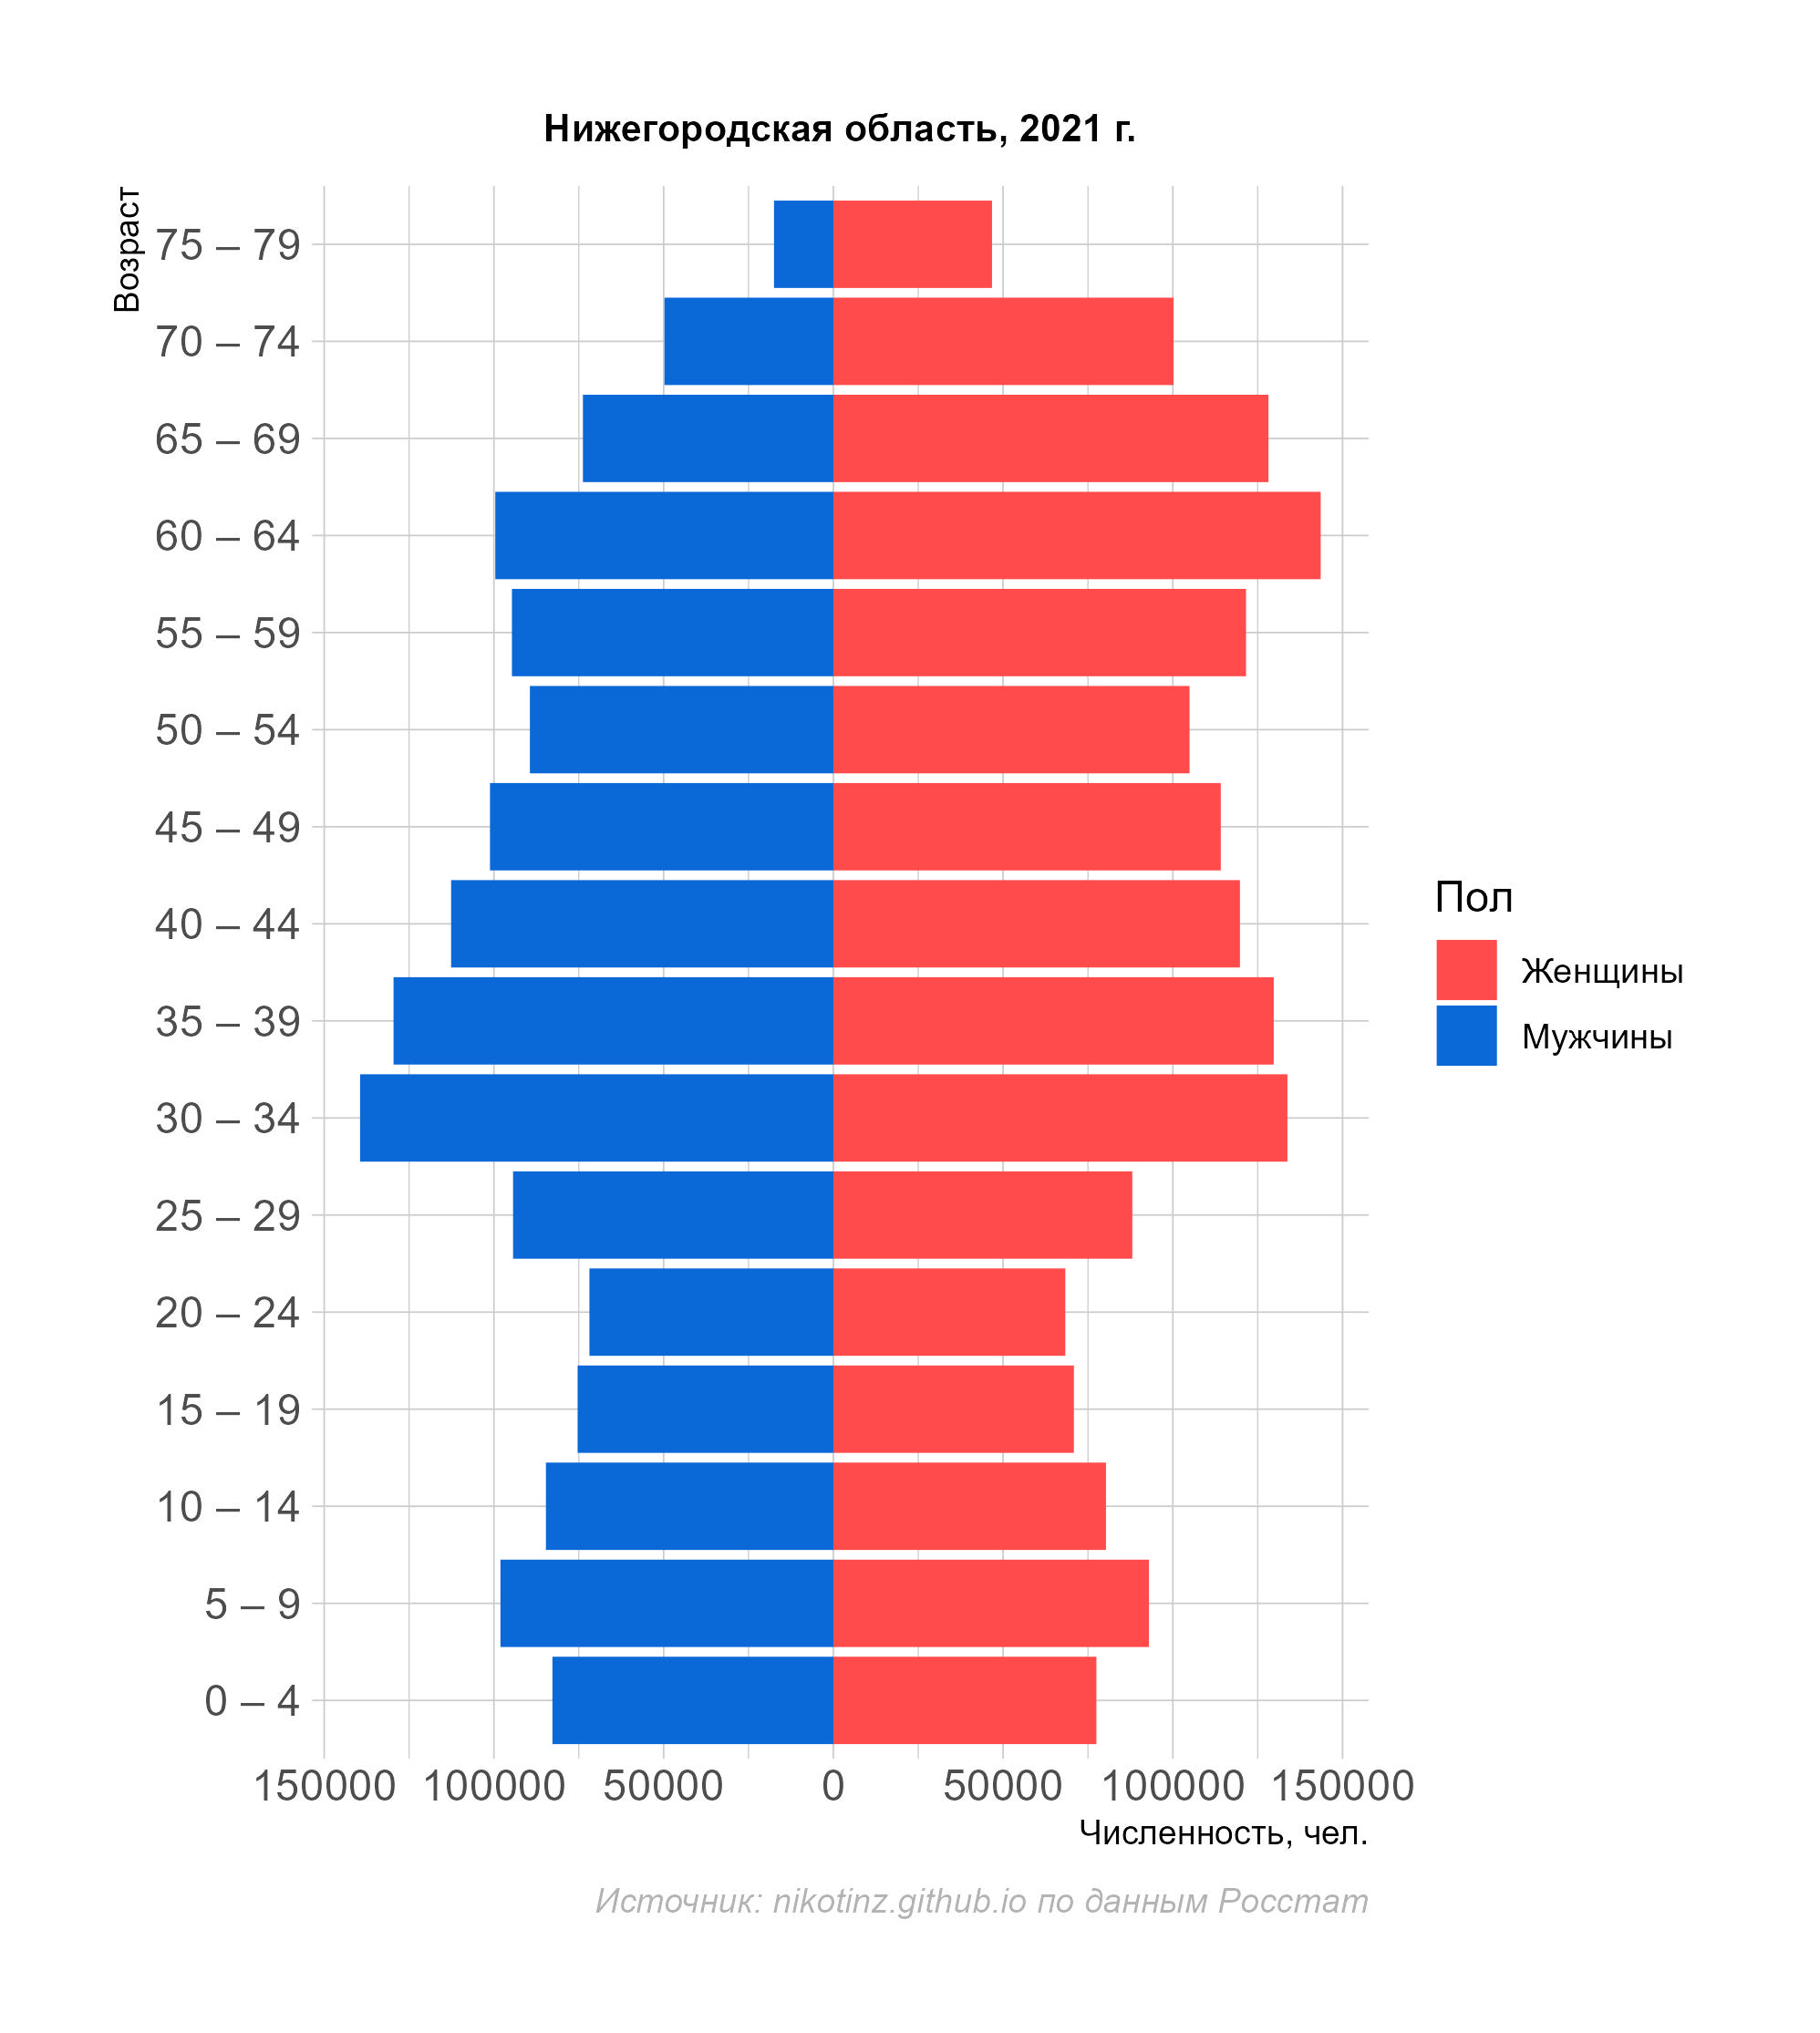 Нижегородская область, 2021 г.
Возраст
75 – 79
70 – 74
65 – 69
60 – 64
55 – 59
50 – 54
45 – 49
40 – 44
35 – 39
30 – 34
25 – 29
20 – 24
15 – 19
10 – 14
5 – 9
0 – 4
150000 100000 50000 0 50000 100000 150000
Численность, чел.
Пол
Женщины
Мужчины
Источник: nikotinz.github.io по данным Росстат